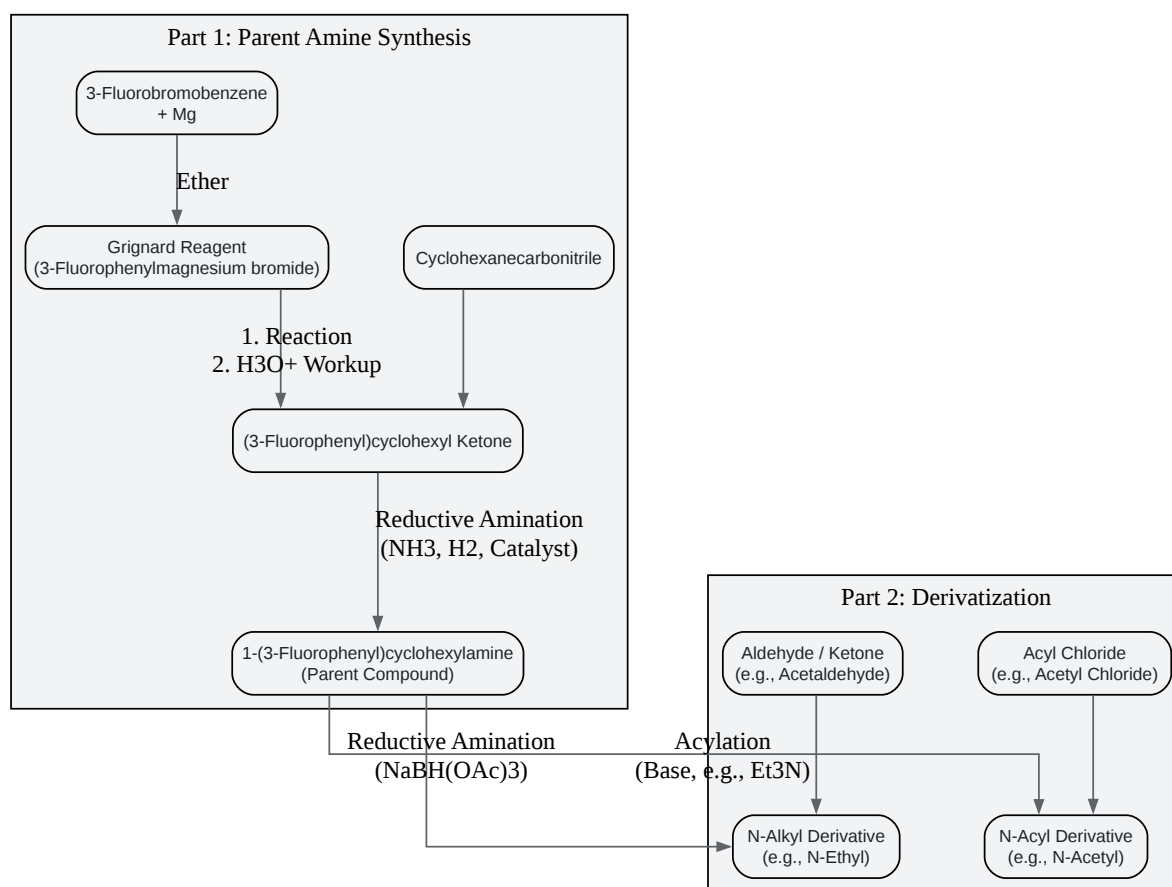 Part 1: Parent Amine Synthesis
3-Fluorobromobenzene
+ Mg
Ether
Grignard Reagent
(3-Fluorophenylmagnesium bromide)
Cyclohexanecarbonitrile
1. Reaction
2. H3O+ Workup
(3-Fluorophenyl)cyclohexyl Ketone
Reductive Amination
(NH3, H2, Catalyst)
1-(3-Fluorophenyl)cyclohexylamine
(Parent Compound)
Part 2: Derivatization
Aldehyde / Ketone
(e.g., Acetaldehyde)
Acyl Chloride
(e.g., Acetyl Chloride)
Reductive Amination
(NaBH(OAc)3)
Acylation
(Base, e.g., Et3N)
N-Alkyl Derivative
(e.g., N-Ethyl)
N-Acyl Derivative
(e.g., N-Acetyl)